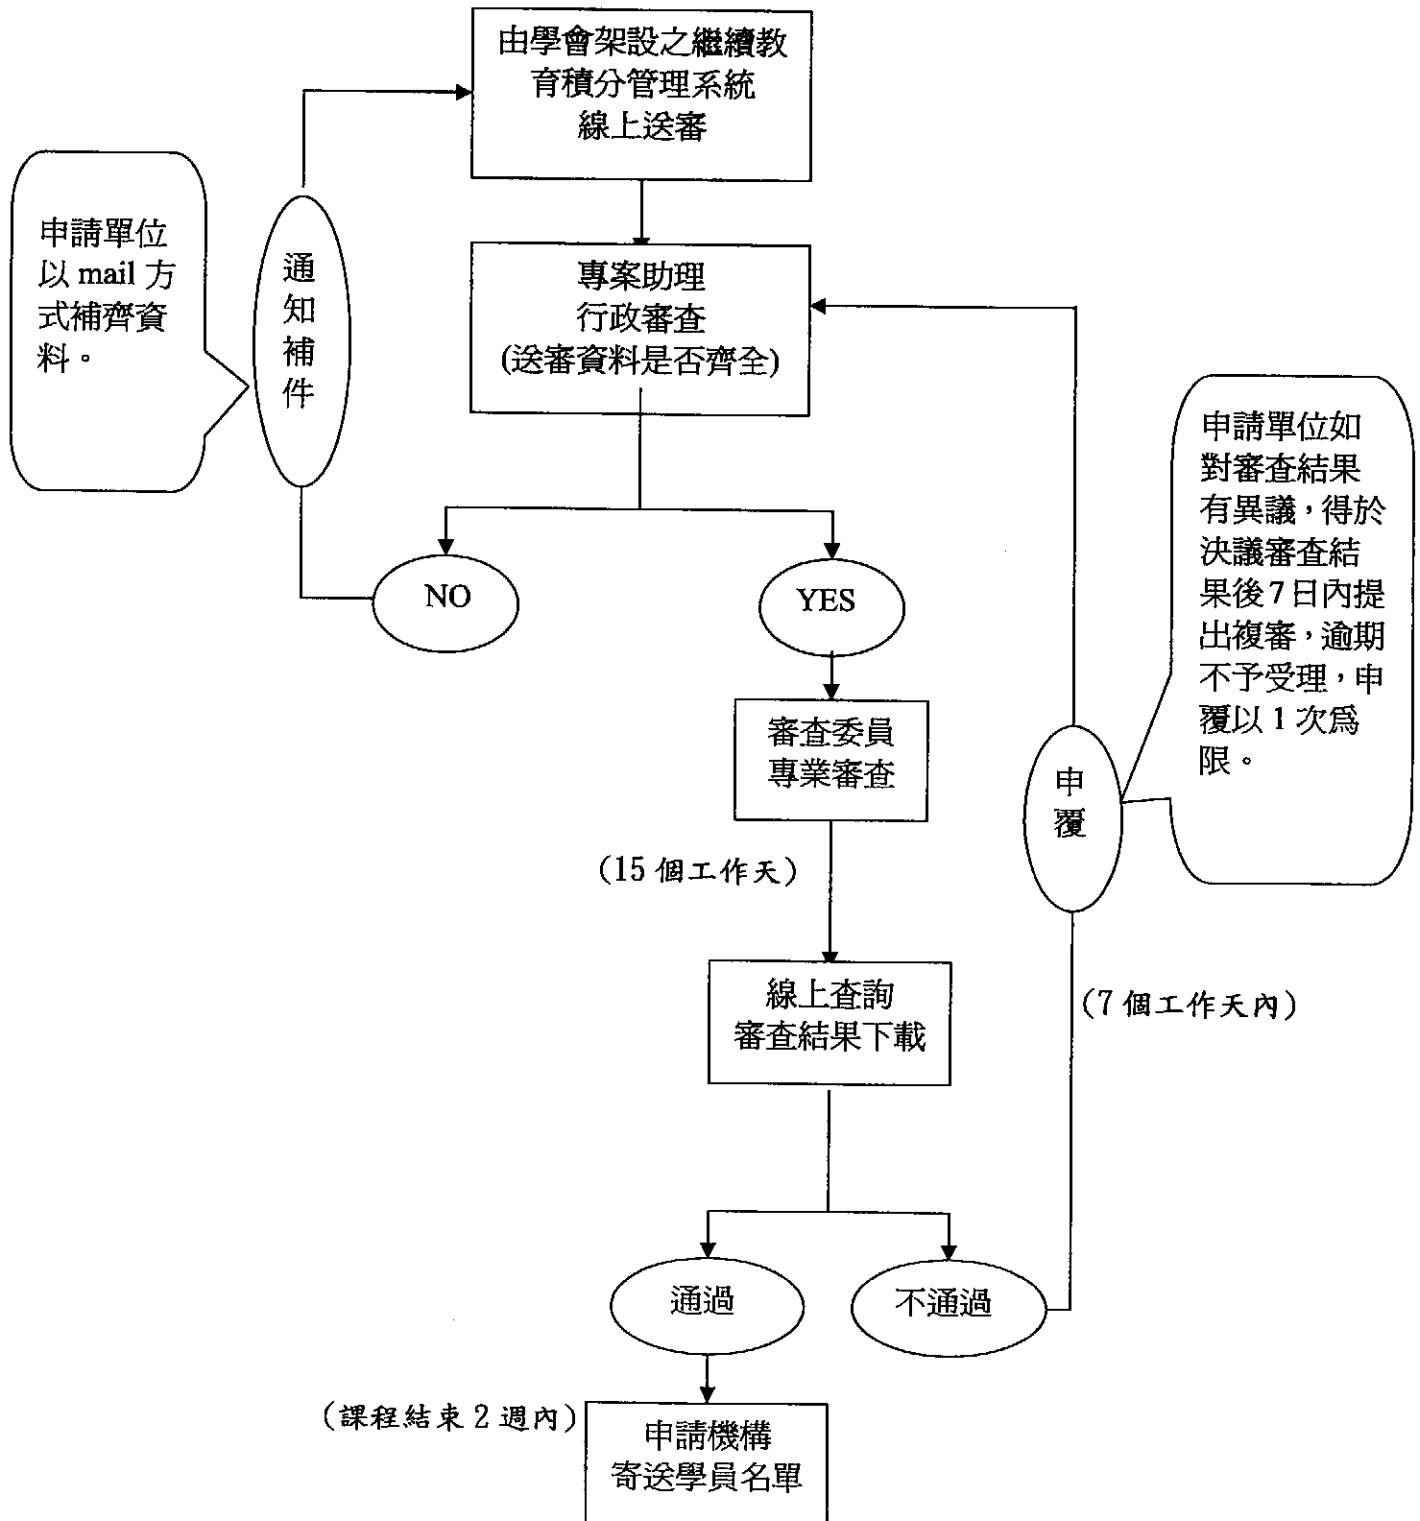 由學會架設之繼續教
育積分管理系統
線上送審
申請單位
以 mail 方
式補齊資
料。
通
知
補
件
專案助理
行政審查
(送審資料是否齊全)
申請單位如
對審查結果
有異議，得於
決議審查結
果後 7 日內提
出複審，逾期
不予受理，申
覆以 1 次為
限。
NO
YES
審查委員
專業審查
申
覆
(15 個工作天)
線上查詢
審查結果下載
(7 個工作天內)
通過
不通過
(課程結束 2 週內)
申請機構
寄送學員名單